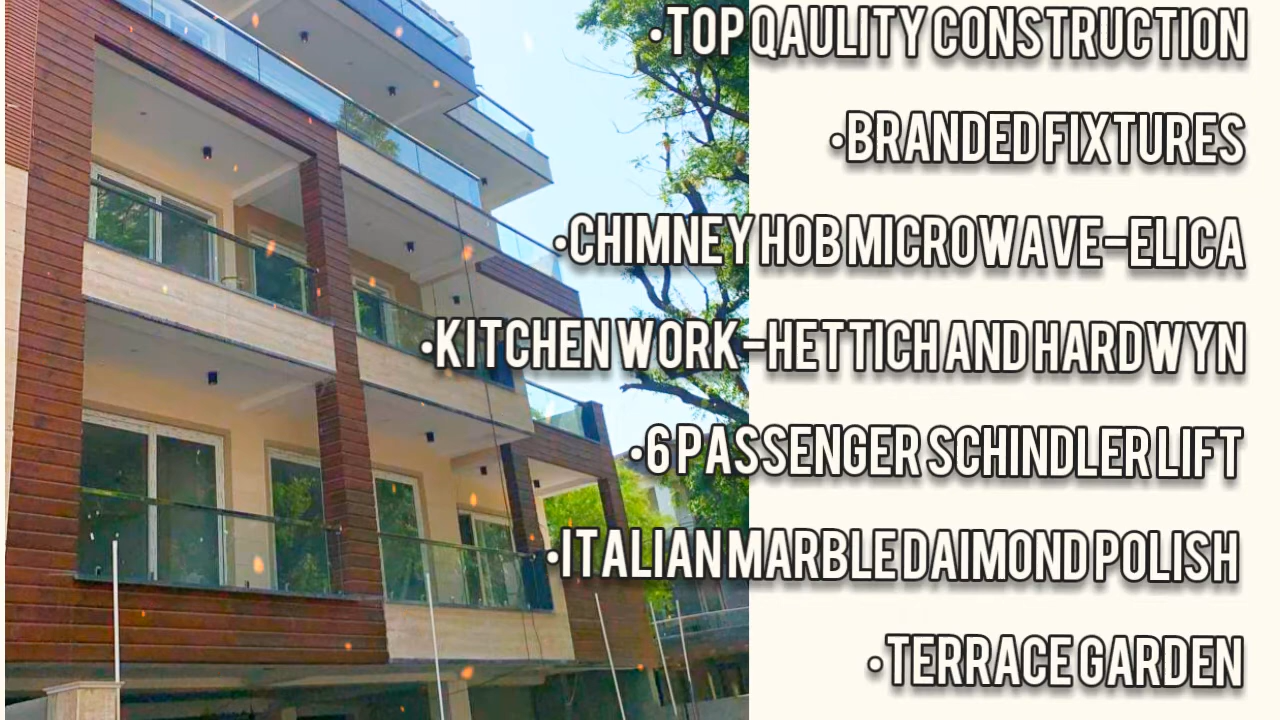 •TOP QAULITY CONSTRUCTION
•BRANDED FIXTURES
•CHIMNEY HOB MICROWAVE-ELICA
•KITCHEN WORK-HETTICH AND HARDWYN
•6 PASSENGER SCHINDLER LIFT
•ITALIAN MARBLE DAIMOND POLISH
•TERRACE GARDEN